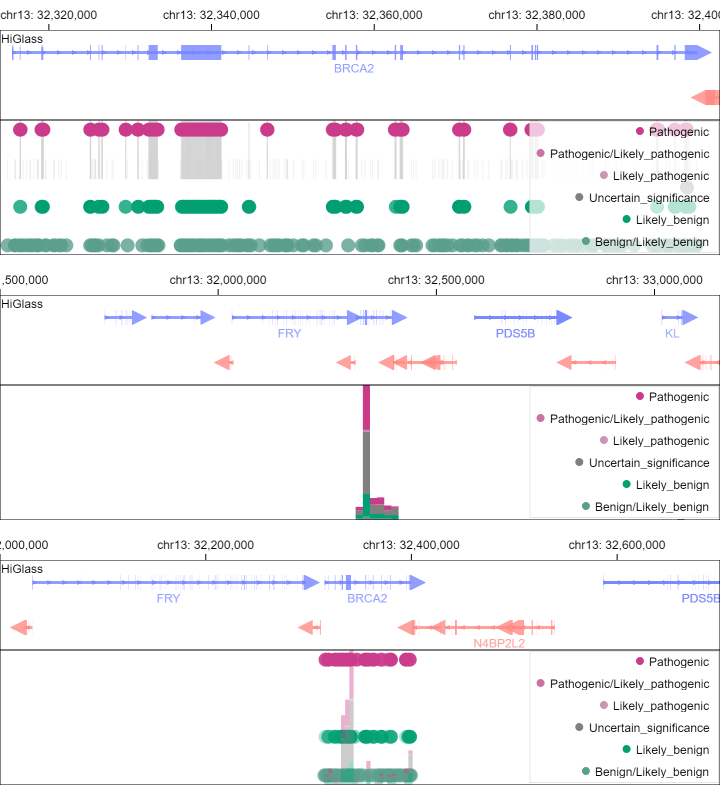 chr13: 32,320,000 chr13: 32,340,000 chr13: 32,360,000 chr13: 32,380,000 chr13: 32,40
HiGlass
BRCA2
Pathogenic
Pathogenic/Likely_pathogenic
Likely_pathogenic
Uncertain_significance
Likely_benign
Benign/Likely_benign
,500,000 chr13: 32,000,000 chr13: 32,500,000 chr13: 33,000,000
HiGlass
FRY PDS5B KL
Pathogenic
Pathogenic/Likely_pathogenic
Likely_pathogenic
Uncertain_significance
Likely_benign
Benign/Likely_benign
2,000,000 chr13: 32,200,000 chr13: 32,400,000 chr13: 32,600,000
HiGlass
FRY BRCA2 PDS5B
N4BP2L2
Pathogenic
Pathogenic/Likely_pathogenic
Likely_pathogenic
Uncertain_significance
Likely_benign
Benign/Likely_benign